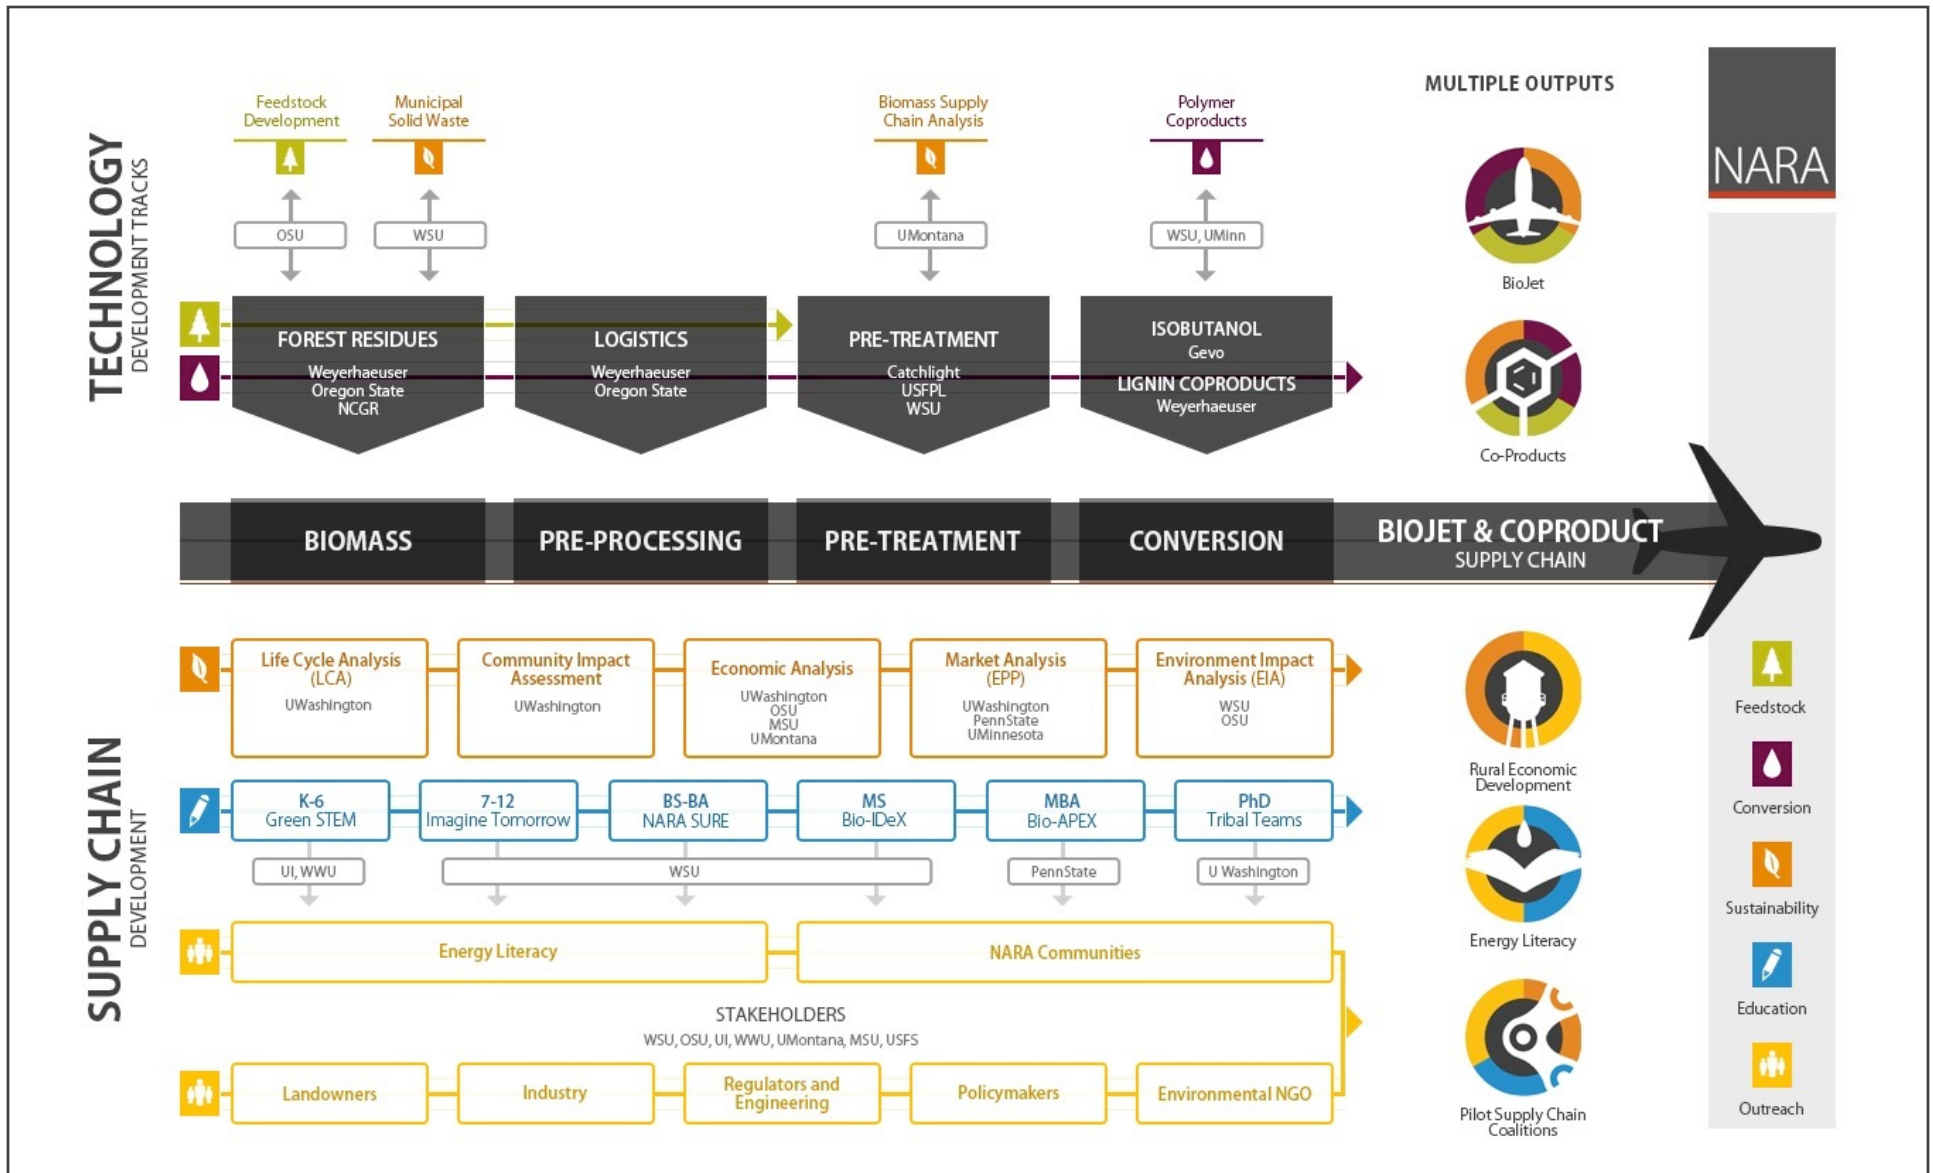 MULTIPLE OUTPUTS
NARA
TECHNOLOGY
DEVELOPMENT TRACKS
Feedstock
Development
Municipal
Solid Waste
Biomass Supply
Chain Analysis
Polymer
Coproducts
OSU
WSU
UMontana
WSU, UMinn
BioJet
FOREST RESIDUES
Weyerhaeuser
Oregon State
NCGR
LOGISTICS
Weyerhaeuser
Oregon State
PRE-TREATMENT
Catchlight
USFPL
WSU
ISOBUTANOL
Gevo
LIGNIN COPRODUCTS
Weyerhaeuser
Co-Products
BIOMASS
PRE-PROCESSING
PRE-TREATMENT
CONVERSION
BIOJET & COPRODUCT
SUPPLY CHAIN
SUPPLY CHAIN
DEVELOPMENT
Life Cycle Analysis
(LCA)
UWashington
Community Impact
Assessment
UWashington
Economic Analysis
UWashington
OSU
MSU
UMontana
Market Analysis
(EPP)
UWashington
PennState
UMinnesota
Environment Impact
Analysis (EIA)
WSU
OSU
Rural Economic
Development
K-6
Green STEM
7-12
Imagine Tomorrow
BS-BA
NARA SURE
MS
Bio-IDeX
MBA
Bio-APEX
PhD
Tribal Teams
UI, WWU
WSU
PennState
U Washington
Energy Literacy
Energy Literacy
NARA Communities
STAKEHOLDERS
WSU, OSU, UI, WWU, UMontana, MSU, USFS
Landowners
Industry
Regulators and
Engineering
Policymakers
Environmental NGO
Pilot Supply Chain
Coalitions
Feedstock
Conversion
Sustainability
Education
Outreach